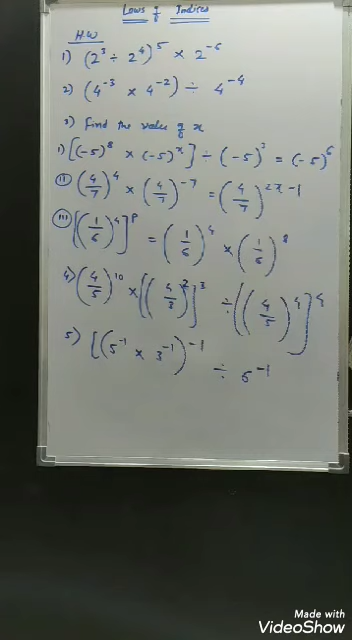 Laws of Indices
H.W
1) (2³ ÷ 2⁴)⁵ × 2⁻⁶
2) (4⁻³ × 4⁻²) ÷ 4⁻⁴
3) Find the value of x
i) [(-5)⁸ × (-5)ˣ] ÷ (-5)² = (-5)⁶
ii) (4/7)⁴ × (4/7)⁻⁷ = (4/7)²ˣ⁻¹
iii) [(1/6)⁴]ᴾ = (1/6)⁴ × (1/6)⁸
4) (4/5)¹⁰ × [(4/3)²]³ ÷ [(4/5)⁴]⁴
5) [(5⁻¹ × 3⁻¹)⁻¹ ÷ 5⁻¹
Made with
VideoShow